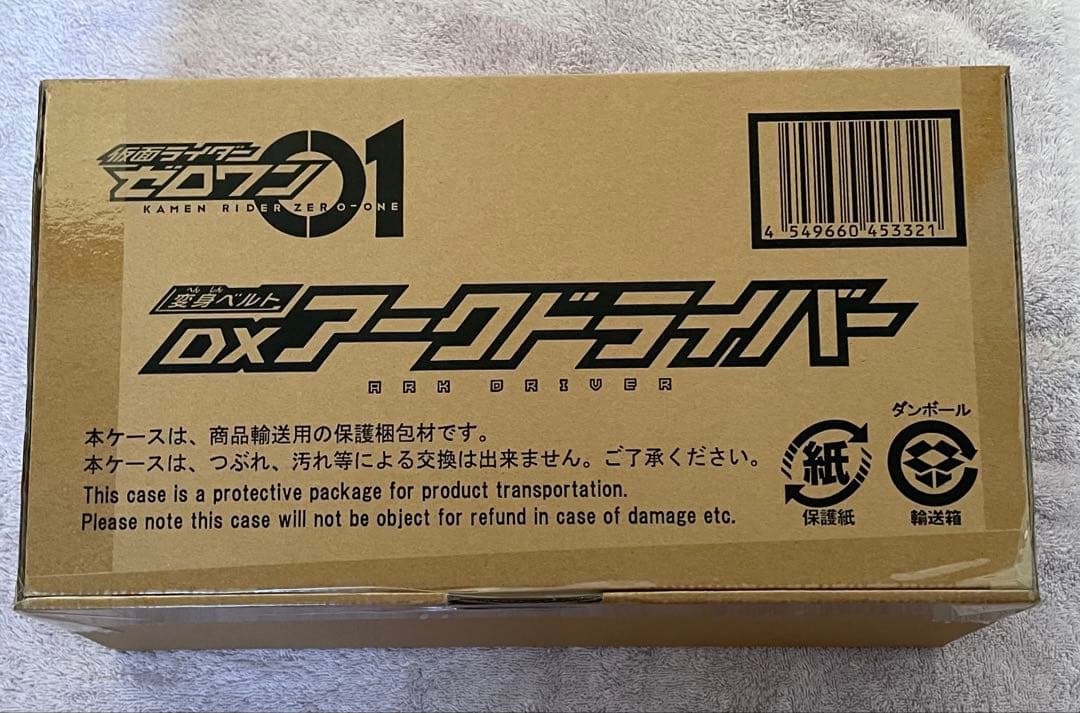 仮面ライダー
ゼロワン01
KAMEN RIDER ZERO-ONE
4 549660 453321
へんしん
変身ベルト
DXアークドライバー
ARK DRIVER
ダンボール
本ケースは、商品輸送用の保護梱包材です。
本ケースは、つぶれ、汚れ等による交換は出来ません。ご了承ください。
This case is a protective package for product transportation.
Please note this case will not be object for refund in case of damage etc.
紙
保護紙
輸送箱